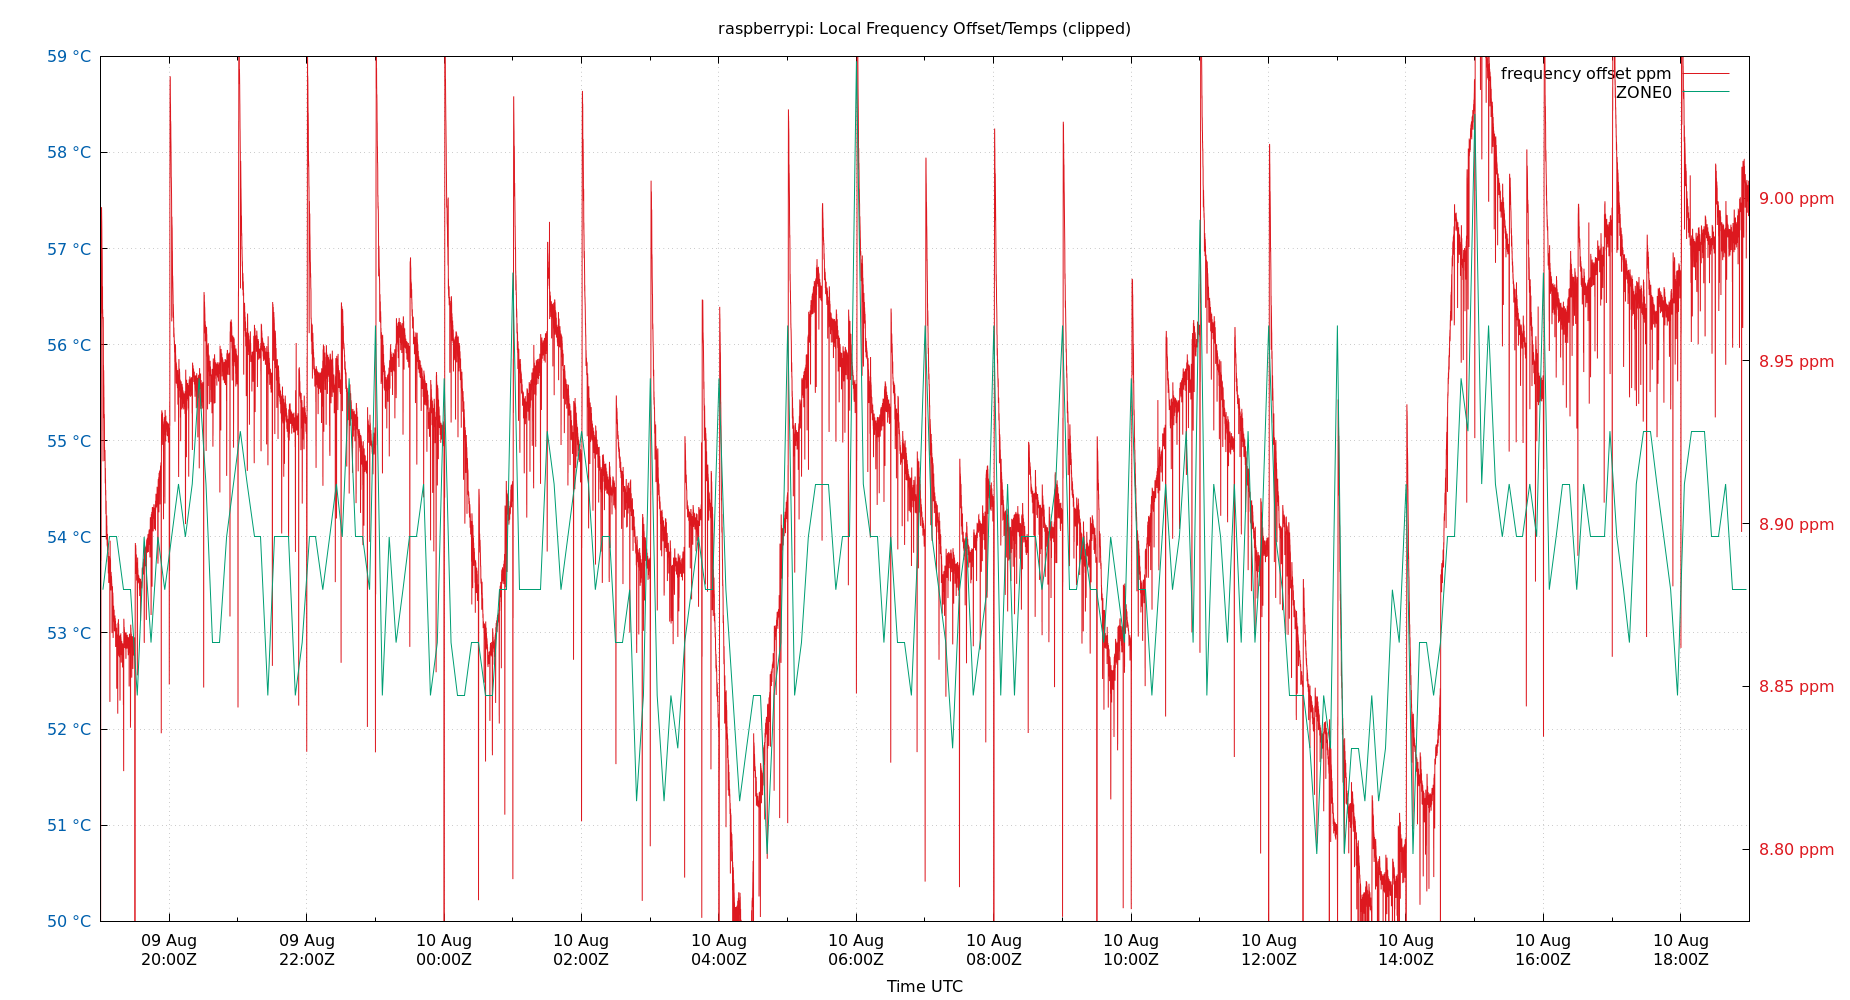 raspberrypi: Local Frequency Offset/Temps (clipped)
frequency offset ppm
ZONE0
59 °C
58 °C
57 °C
56 °C
55 °C
54 °C
53 °C
52 °C
51 °C
50 °C
9.00 ppm
8.95 ppm
8.90 ppm
8.85 ppm
8.80 ppm
09 Aug 09 Aug 10 Aug 10 Aug 10 Aug 10 Aug 10 Aug 10 Aug 10 Aug 10 Aug 10 Aug 10 Aug
20:00Z 22:00Z 00:00Z 02:00Z 04:00Z 06:00Z 08:00Z 10:00Z 12:00Z 14:00Z 16:00Z 18:00Z
Time UTC